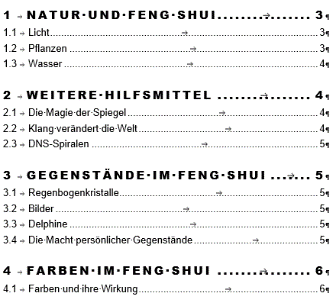 1 → NATUR·UND·FENG·SHUI........→ 3¶
1.1 → Licht........→ 3¶
1.2 → Pflanzen........→ 3¶
1.3 → Wasser........→ 4¶
2 → WEITERE·HILFSMITTEL........→ 4¶
2.1 → Die·Magie·der·Spiegel........→ 4¶
2.2 → Klang·verändert·die·Welt........→ 4¶
2.3 → DNS-Spiralen........→ 5¶
3 → GEGENSTÄNDE·IM·FENG·SHUI........→ 5¶
3.1 → Regenbogenkristalle........→ 5¶
3.2 → Bilder........→ 5¶
3.3 → Delphine........→ 5¶
3.4 → Die·Macht·persönlicher·Gegenstände........→ 5¶
4 → FARBEN·IM·FENG·SHUI........→ 6¶
4.1 → Farben·und·ihre·Wirkung........→ 6¶